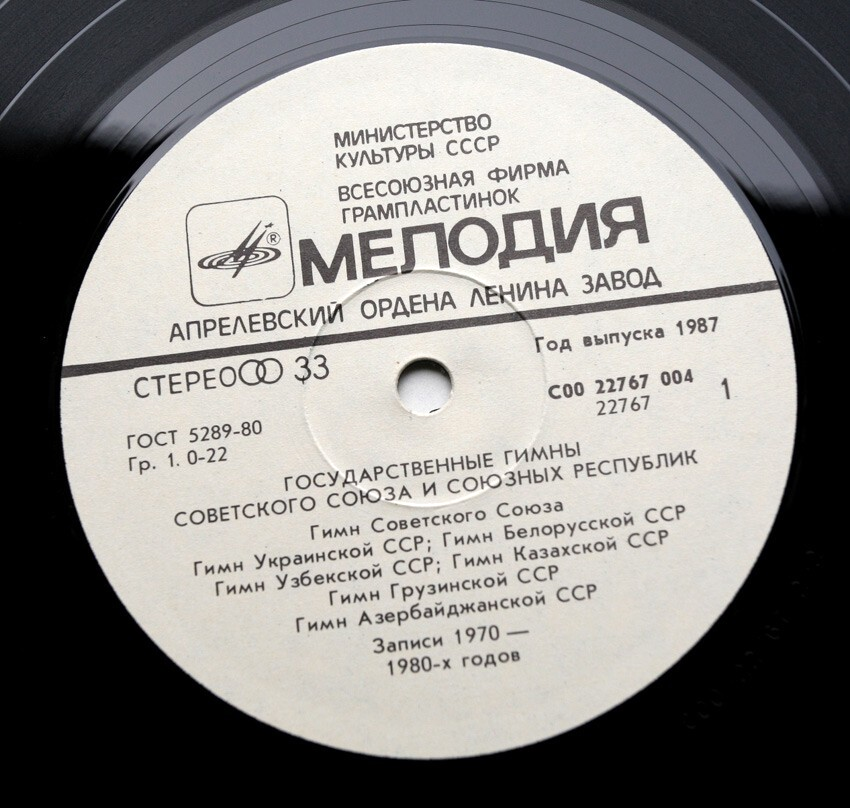 МИНИСТЕРСТВО
КУЛЬТУРЫ СССР
ВСЕСОЮЗНАЯ ФИРМА
ГРАМПЛАСТИНОК
®
МЕЛОДИЯ
АПРЕЛЕВСКИЙ ОРДЕНА ЛЕНИНА ЗАВОД
СТЕРЕО 33
Год выпуска 1987
С00 22767 004
22767
1
ГОСТ 5289-80
Гр. 1. 0-22
ГОСУДАРСТВЕННЫЕ ГИМНЫ
СОВЕТСКОГО СОЮЗА И СОЮЗНЫХ РЕСПУБЛИК
Гимн Советского Союза
Гимн Украинской ССР; Гимн Белорусской ССР
Гимн Узбекской ССР; Гимн Казахской ССР
Гимн Грузинской ССР
Гимн Азербайджанской ССР
Записи 1970 —
1980-х годов